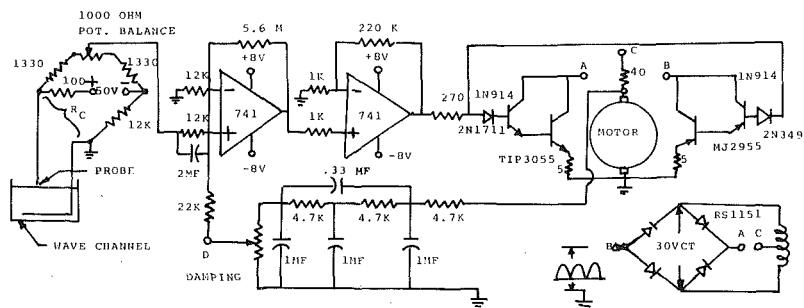 1000 OHM
POT. BALANCE
1330
1330
100
+
60V
R C
12K
PROBE
WAVE CHANNEL
12K
12K
2MF
22K
D
DAMPING
5.6 M
+8V
-
741
+
-8V
1K
1K
220 K
+8V
-
741
+
-8V
.33 MF
4.7K
4.7K
4.7K
1MF
1MF
1MF
270
1N914
2N1711
TIP3055
A
C
40
MOTOR
B
5
5
1N914
2N349
MJ2955
RS1151
B
30VCT
A C